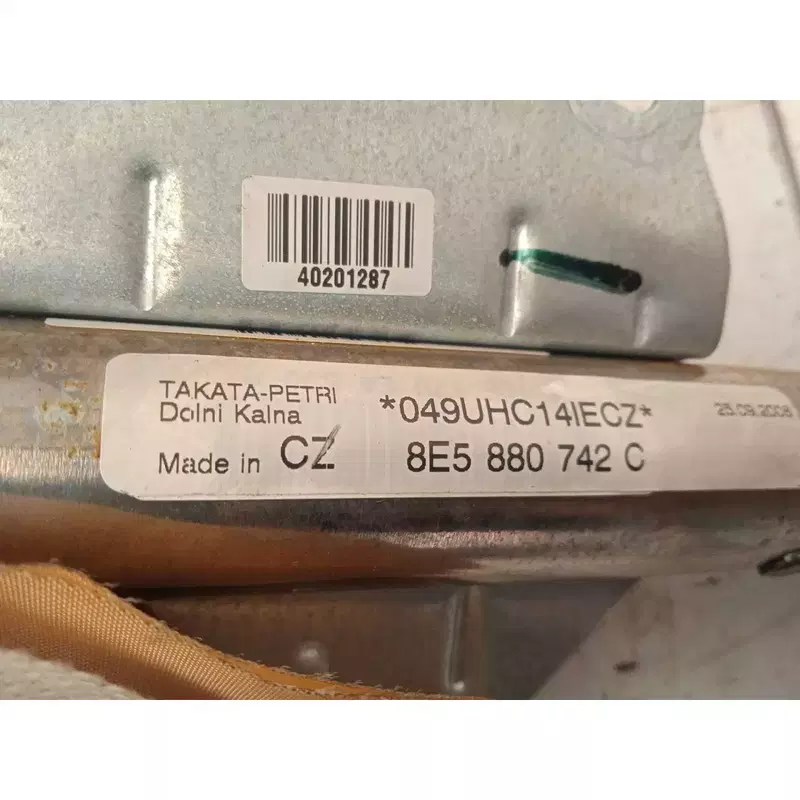 40201287
TAKATA-PETRI
Dolni Kalna
*049UHC14IECZ*
25.09.2008
Made in CZ.
8E5 880 742 C